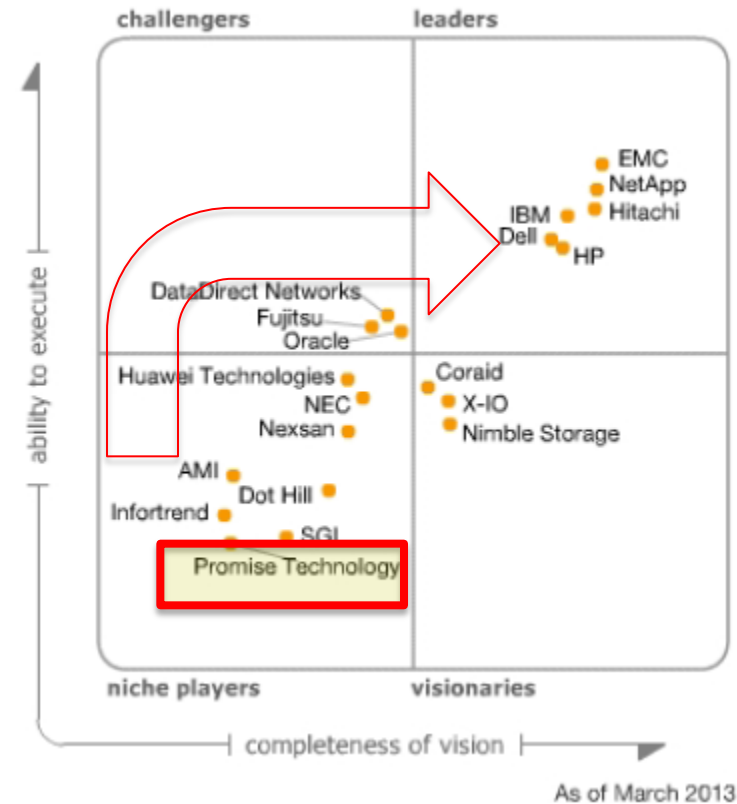 challengers
leaders
EMC
NetApp
IBM
Hitachi
Dell
HP
DataDirect Networks
Fujitsu
Oracle
ability to execute
Huawei Technologies
Coraid
NEC
X-IO
Nexsan
Nimble Storage
AMI
Dot Hill
Infortrend
SGI
Promise Technology
niche players
visionaries
completeness of vision
As of March 2013